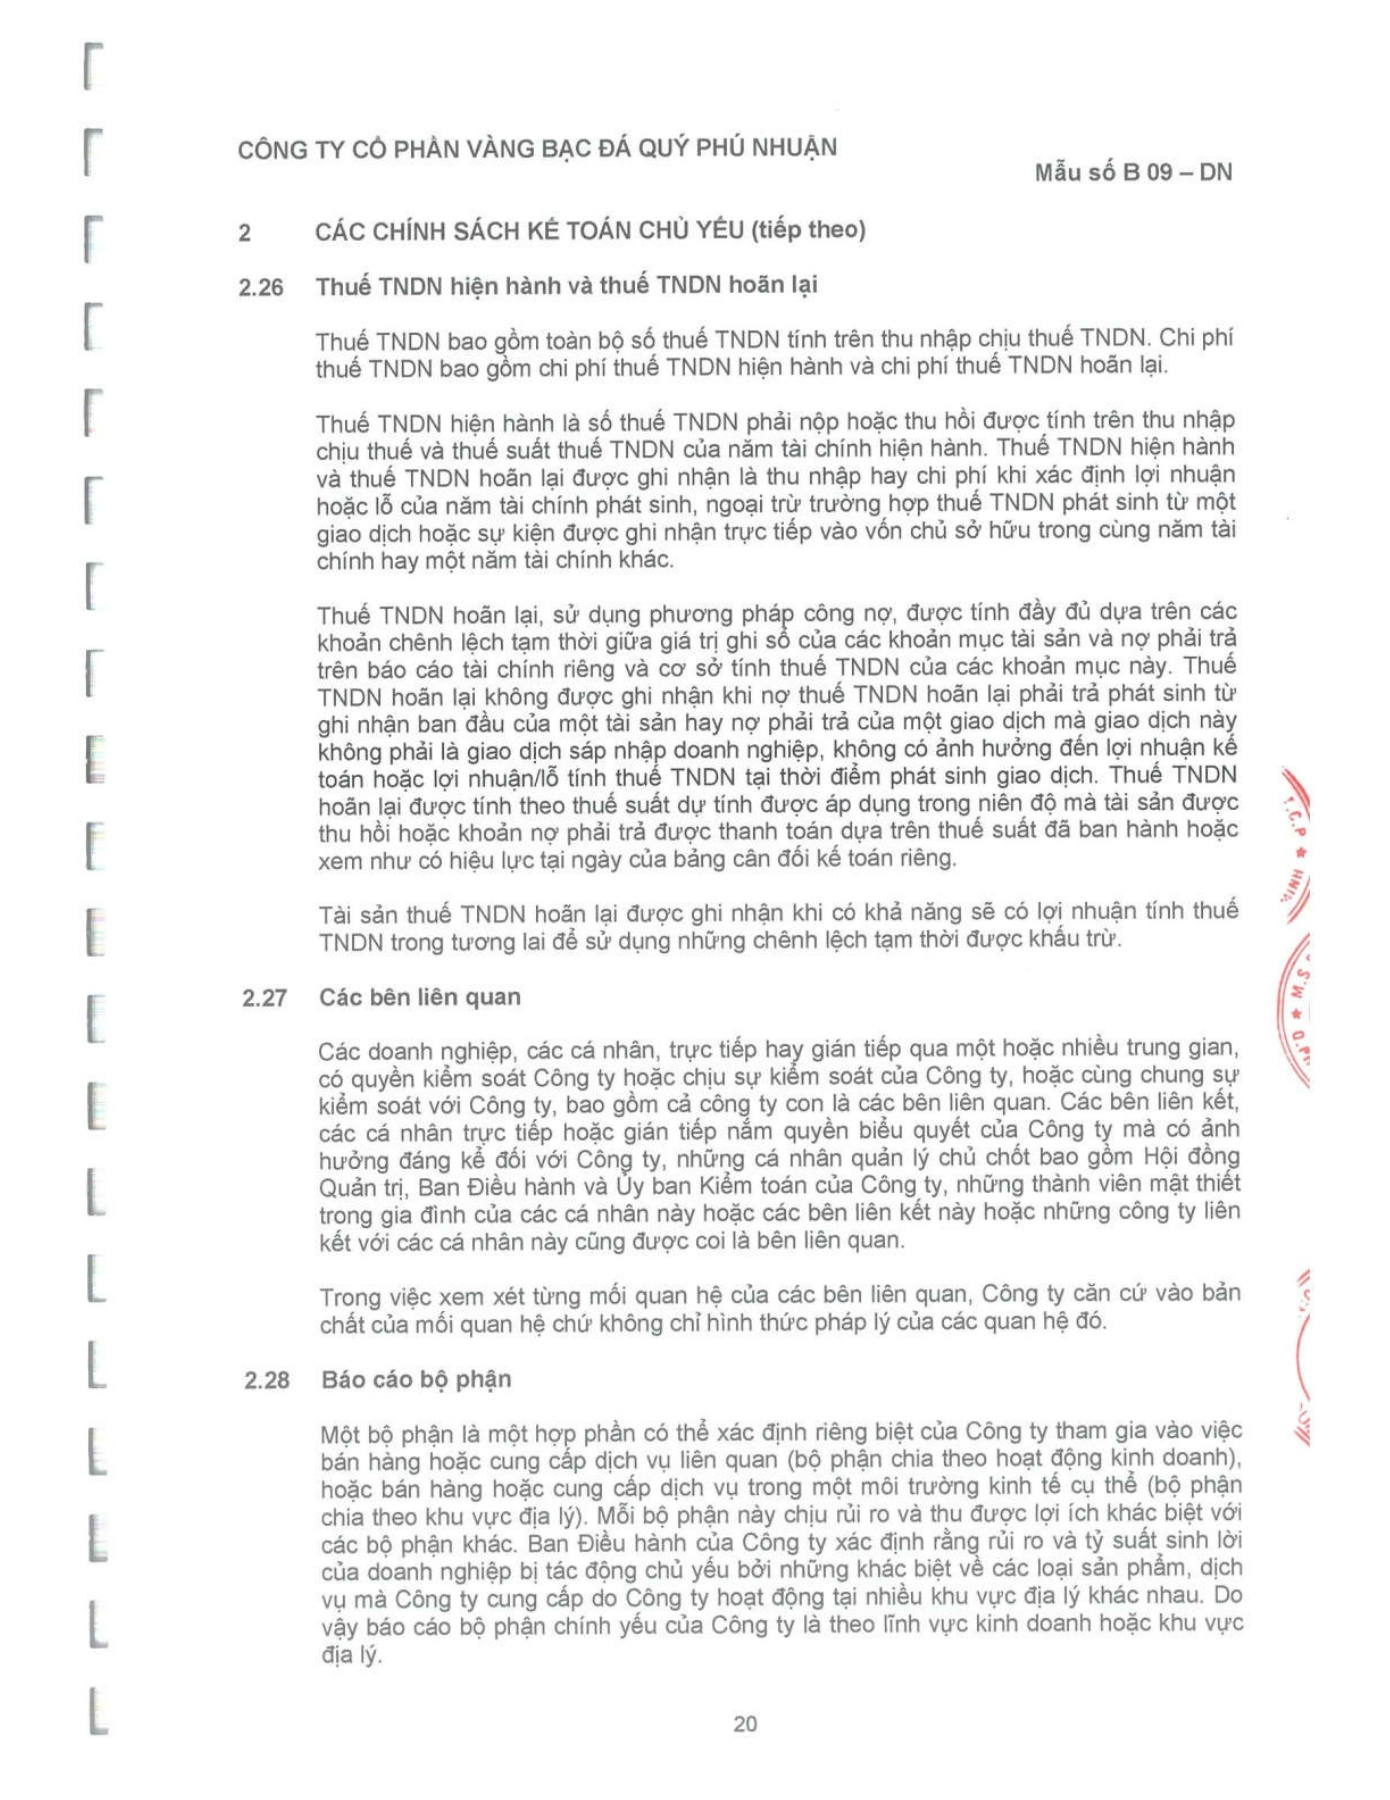 CÔNG TY CỔ PHẦN VÀNG BẠC ĐÁ QUÝ PHÚ NHUẬN
Mẫu số B 09 – DN
2 CÁC CHÍNH SÁCH KẾ TOÁN CHỦ YẾU (tiếp theo)
2.26 Thuế TNDN hiện hành và thuế TNDN hoãn lại
Thuế TNDN bao gồm toàn bộ số thuế TNDN tính trên thu nhập chịu thuế TNDN. Chi phí
thuế TNDN bao gồm chi phí thuế TNDN hiện hành và chi phí thuế TNDN hoãn lại.
Thuế TNDN hiện hành là số thuế TNDN phải nộp hoặc thu hồi được tính trên thu nhập
chịu thuế và thuế suất thuế TNDN của năm tài chính hiện hành. Thuế TNDN hiện hành
và thuế TNDN hoãn lại được ghi nhận là thu nhập hay chi phí khi xác định lợi nhuận
hoặc lỗ của năm tài chính phát sinh, ngoại trừ trường hợp thuế TNDN phát sinh từ một
giao dịch hoặc sự kiện được ghi nhận trực tiếp vào vốn chủ sở hữu trong cùng năm tài
chính hay một năm tài chính khác.
Thuế TNDN hoãn lại, sử dụng phương pháp công nợ, được tính đầy đủ dựa trên các
khoản chênh lệch tạm thời giữa giá trị ghi sổ của các khoản mục tài sản và nợ phải trả
trên báo cáo tài chính riêng và cơ sở tính thuế TNDN của các khoản mục này. Thuế
TNDN hoãn lại không được ghi nhận khi nợ thuế TNDN hoãn lại phải trả phát sinh từ
ghi nhận ban đầu của một tài sản hay nợ phải trả của một giao dịch mà giao dịch này
không phải là giao dịch sáp nhập doanh nghiệp, không có ảnh hưởng đến lợi nhuận kế
toán hoặc lợi nhuận/lỗ tính thuế TNDN tại thời điểm phát sinh giao dịch. Thuế TNDN
hoãn lại được tính theo thuế suất dự tính được áp dụng trong niên độ mà tài sản được
thu hồi hoặc khoản nợ phải trả được thanh toán dựa trên thuế suất đã ban hành hoặc
xem như có hiệu lực tại ngày của bảng cân đối kế toán riêng.
Tài sản thuế TNDN hoãn lại được ghi nhận khi có khả năng sẽ có lợi nhuận tính thuế
TNDN trong tương lai để sử dụng những chênh lệch tạm thời được khấu trừ.
2.27 Các bên liên quan
Các doanh nghiệp, các cá nhân, trực tiếp hay gián tiếp qua một hoặc nhiều trung gian,
có quyền kiểm soát Công ty hoặc chịu sự kiểm soát của Công ty, hoặc cùng chung sự
kiểm soát với Công ty, bao gồm cả công ty con là các bên liên quan. Các bên liên kết,
các cá nhân trực tiếp hoặc gián tiếp nắm quyền biểu quyết của Công ty mà có ảnh
hưởng đáng kể đối với Công ty, những cá nhân quản lý chủ chốt bao gồm Hội đồng
Quản trị, Ban Điều hành và Ủy ban Kiểm toán của Công ty, những thành viên mật thiết
trong gia đình của các cá nhân này hoặc các bên liên kết này hoặc những công ty liên
kết với các cá nhân này cũng được coi là bên liên quan.
Trong việc xem xét từng mối quan hệ của các bên liên quan, Công ty căn cứ vào bản
chất của mối quan hệ chứ không chỉ hình thức pháp lý của các quan hệ đó.
2.28 Báo cáo bộ phận
Một bộ phận là một hợp phần có thể xác định riêng biệt của Công ty tham gia vào việc
bán hàng hoặc cung cấp dịch vụ liên quan (bộ phận chia theo hoạt động kinh doanh),
hoặc bán hàng hoặc cung cấp dịch vụ trong một môi trường kinh tế cụ thể (bộ phận
chia theo khu vực địa lý). Mỗi bộ phận này chịu rủi ro và thu được lợi ích khác biệt với
các bộ phận khác. Ban Điều hành của Công ty xác định rằng rủi ro và tỷ suất sinh lời
của doanh nghiệp bị tác động chủ yếu bởi những khác biệt về các loại sản phẩm, dịch
vụ mà Công ty cung cấp do Công ty hoạt động tại nhiều khu vực địa lý khác nhau. Do
vậy báo cáo bộ phận chính yếu của Công ty là theo lĩnh vực kinh doanh hoặc khu vực
địa lý.
20